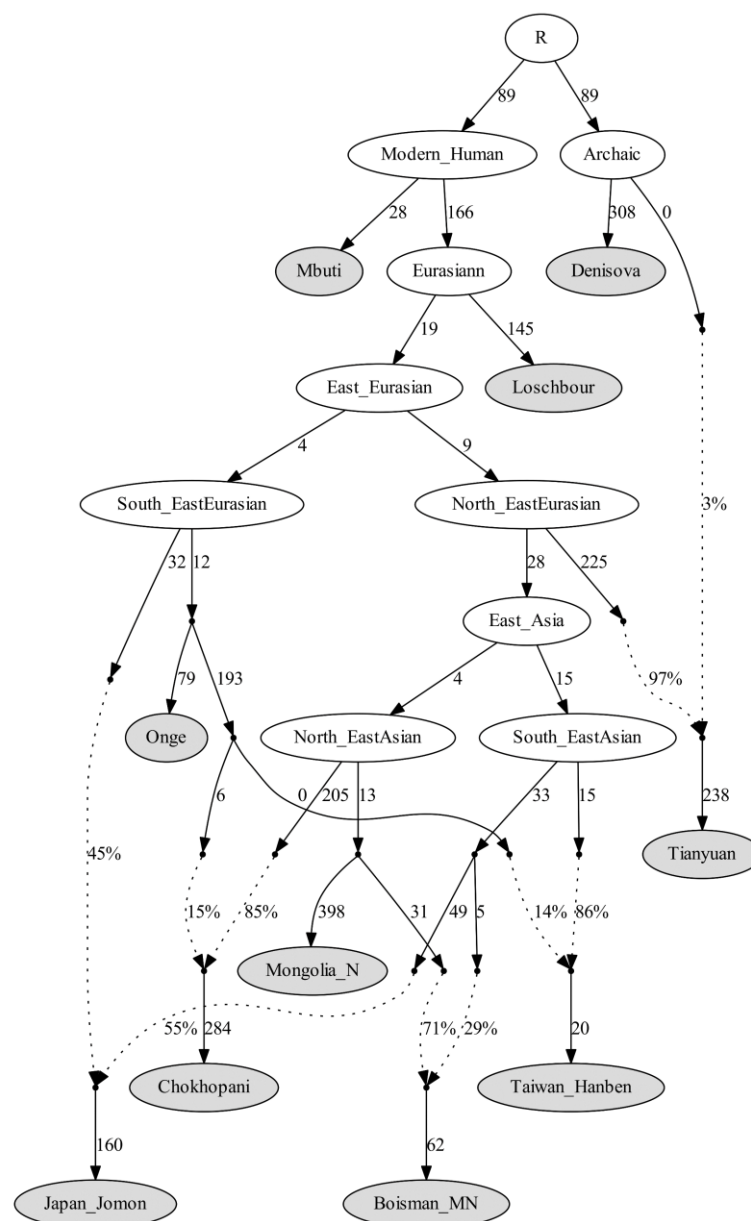 R
89 89
Modern_Human Archaic
28 166 308 0
Mbuti Eurasiann Denisova
19 145
East_Eurasian Loschbour
4 9
South_EastEurasian North_EastEurasian 3%
32 12 28 225
East_Asia
79 193 4 15 97%
Onge North_EastAsian South_EastAsian
6 0 205 13 33 15 238
45% Tianyuan
15% 85% 398 31 49 5 14% 86%
Mongolia_N
55% 284 71% 29% 20
Chokhopani Taiwan_Hanben
160 62
Japan_Jomon Boisman_MN